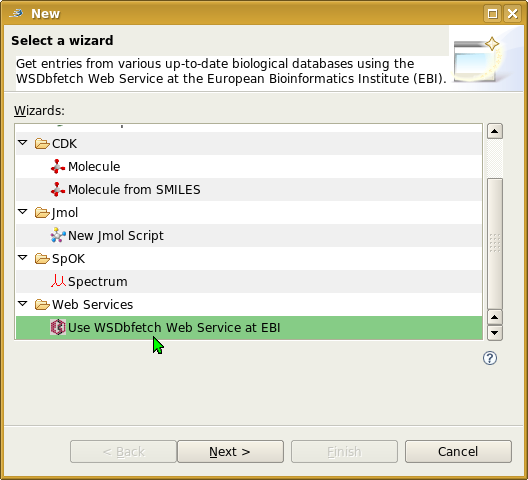 New
Select a wizard
Get entries from various up-to-date biological databases using the
WSDbfetch Web Service at the European Bioinformatics Institute (EBI).
Wizards:
CDK
Molecule
Molecule from SMILES
Jmol
New Jmol Script
SpOK
Spectrum
Web Services
Use WSDbfetch Web Service at EBI
?
< Back
Next >
Finish
Cancel